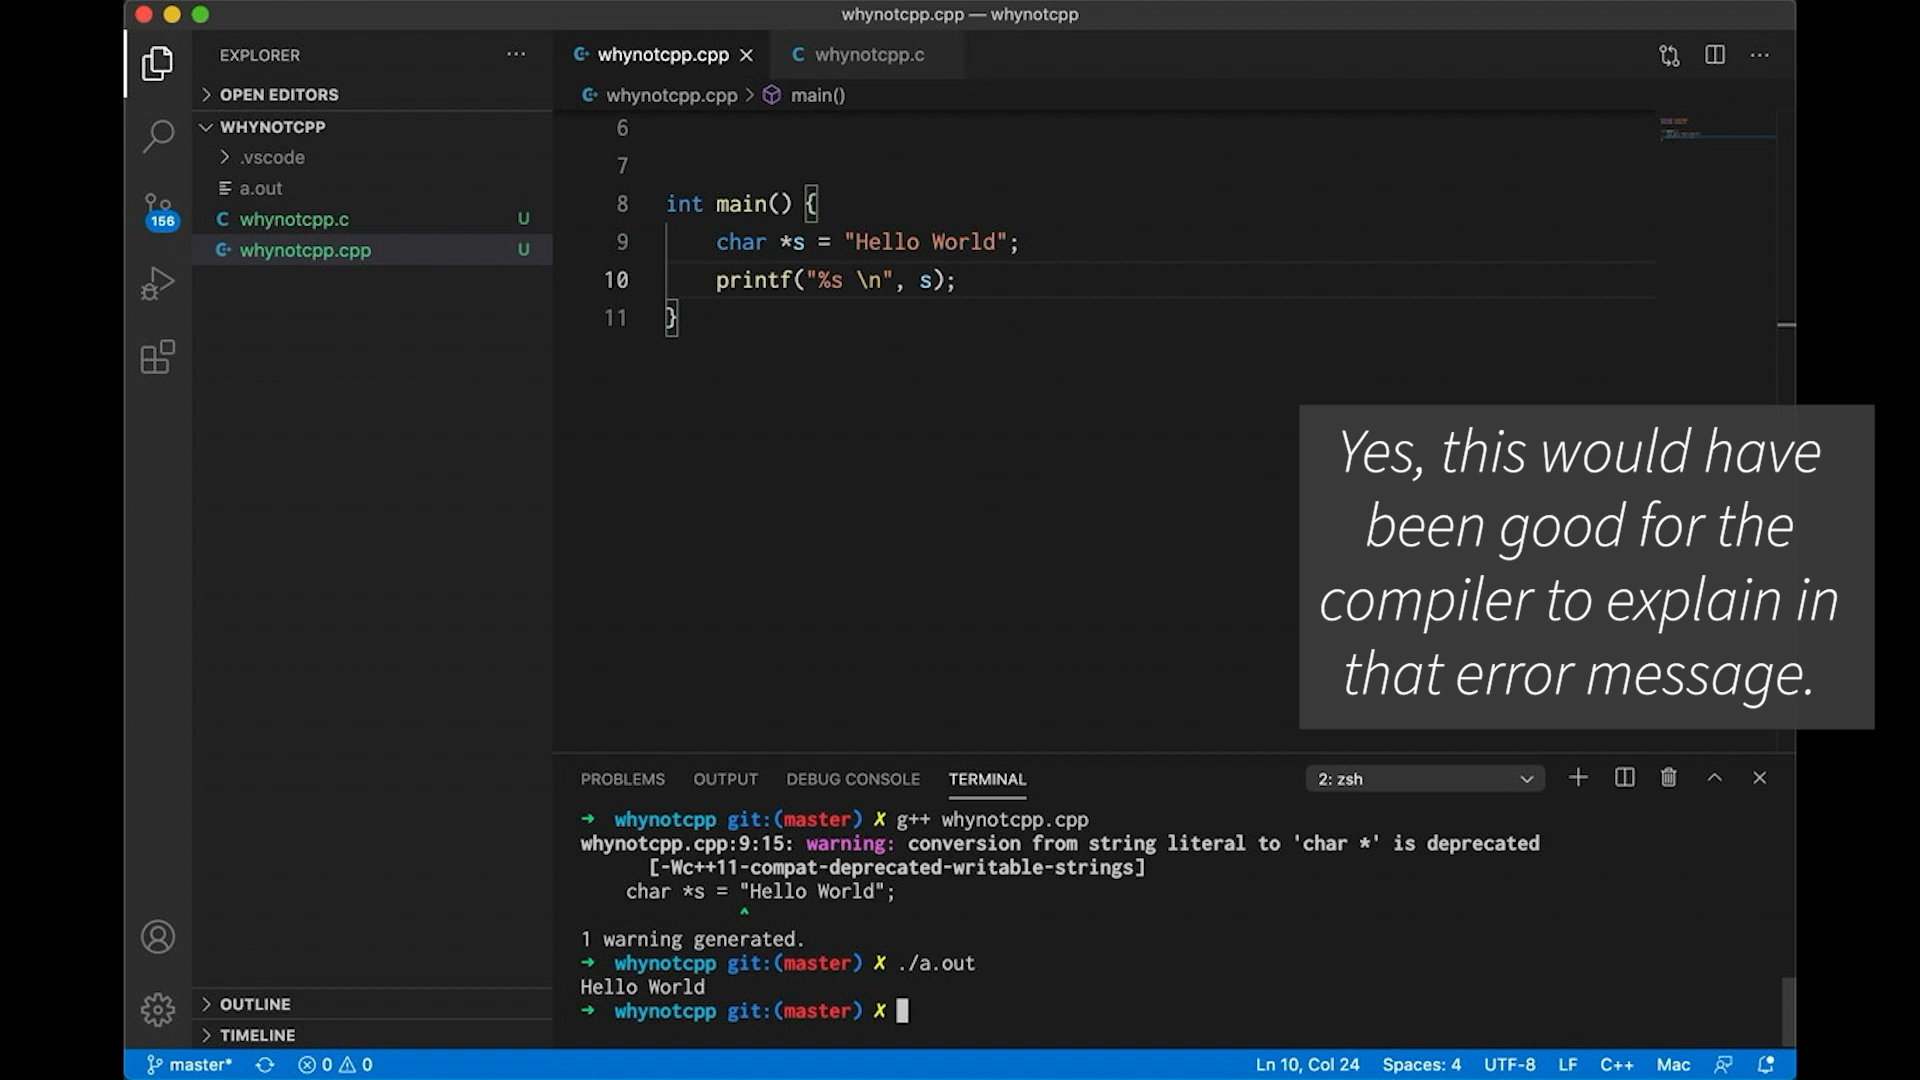 whynotcpp.cpp — whynotcpp
EXPLORER
OPEN EDITORS
WHYNOTCPP
.vscode
a.out
C whynotcpp.c U
whynotcpp.cpp U
156
OUTLINE
TIMELINE
whynotcpp.cpp
C whynotcpp.c
whynotcpp.cpp > main()
6
7
8 int main() {
9 char *s = "Hello World";
10 printf("%s \n", s);
11 }
Yes, this would have
been good for the
compiler to explain in
that error message.
PROBLEMS OUTPUT DEBUG CONSOLE TERMINAL 2: zsh
➜ whynotcpp git:(master) ✗ g++ whynotcpp.cpp
whynotcpp.cpp:9:15: warning: conversion from string literal to 'char *' is deprecated
[-Wc++11-compat-deprecated-writable-strings]
char *s = "Hello World";
^
1 warning generated.
➜ whynotcpp git:(master) ✗ ./a.out
Hello World
➜ whynotcpp git:(master) ✗
master* 0 0 Ln 10, Col 24 Spaces: 4 UTF-8 LF C++ Mac